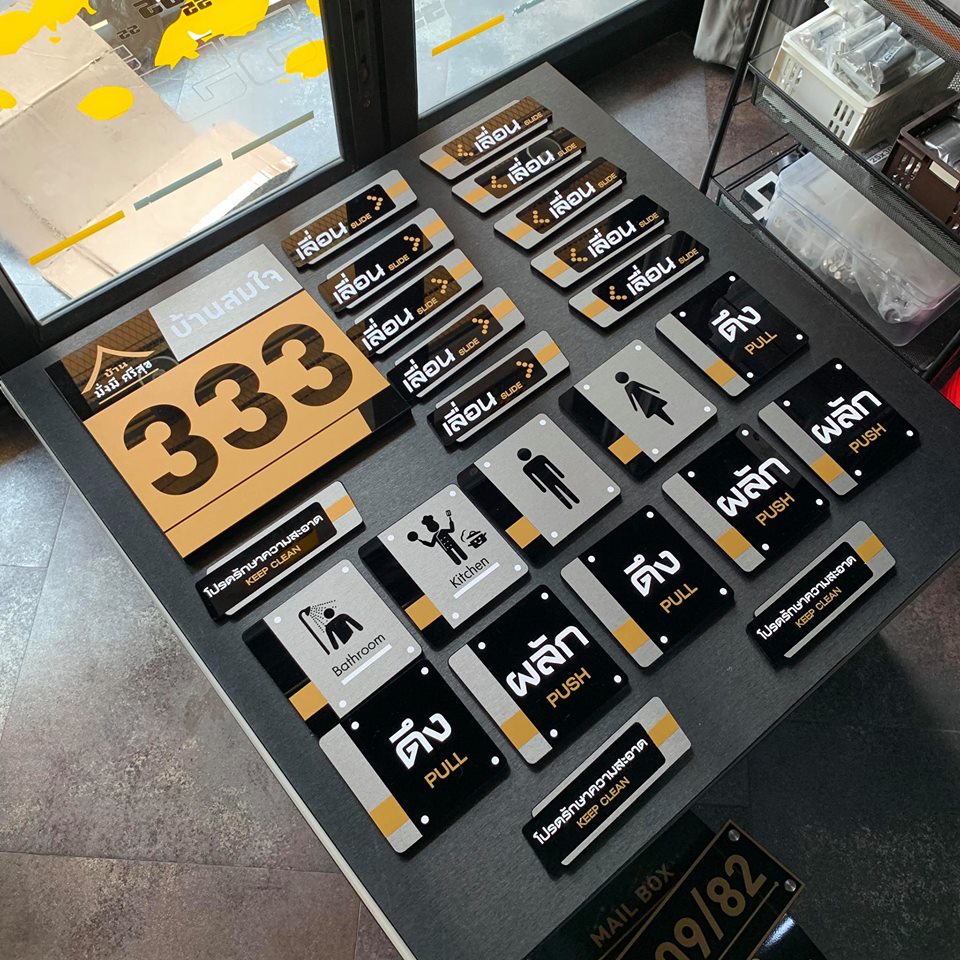 บ้านสมใจ
บ้าน
มั่งมี ศรีสุข
333
เลื่อน SLIDE
เลื่อน SLIDE
เลื่อน SLIDE
เลื่อน SLIDE
เลื่อน SLIDE
เลื่อน SLIDE
เลื่อน SLIDE
เลื่อน SLIDE
เลื่อน SLIDE
เลื่อน SLIDE
ดึง
PULL
ผลัก
PUSH
ผลัก
PUSH
โปรดรักษาความสะอาด
KEEP CLEAN
Kitchen
Bathroom
ดึง
PULL
ผลัก
PUSH
ดึง
PULL
โปรดรักษาความสะอาด
KEEP CLEAN
โปรดรักษาความสะอาด
KEEP CLEAN
MAIL BOX
09/82